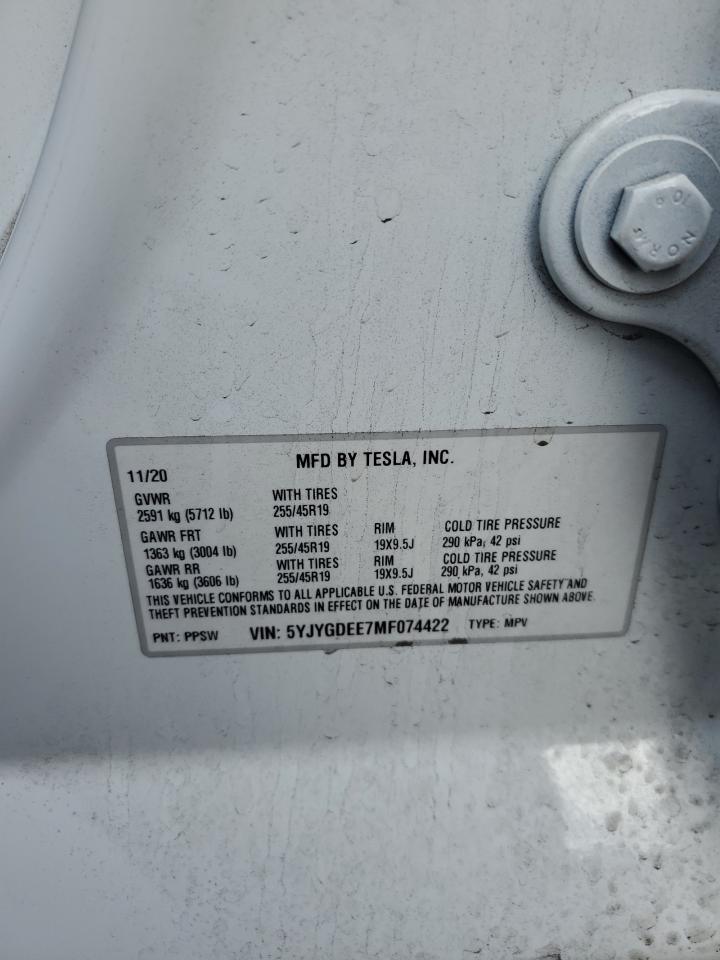 10.9
NORM
MFD BY TESLA, INC.
11/20
GVWR WITH TIRES
2591 kg (5712 lb) 255/45R19
GAWR FRT WITH TIRES RIM COLD TIRE PRESSURE
1363 kg (3004 lb) 255/45R19 19X9.5J 290 kPa, 42 psi
GAWR RR WITH TIRES RIM COLD TIRE PRESSURE
1636 kg (3606 lb) 255/45R19 19X9.5J 290 kPa, 42 psi
THIS VEHICLE CONFORMS TO ALL APPLICABLE U.S. FEDERAL MOTOR VEHICLE SAFETY AND
THEFT PREVENTION STANDARDS IN EFFECT ON THE DATE OF MANUFACTURE SHOWN ABOVE.
PNT: PPSW VIN: 5YJYGDEE7MF074422 TYPE: MPV